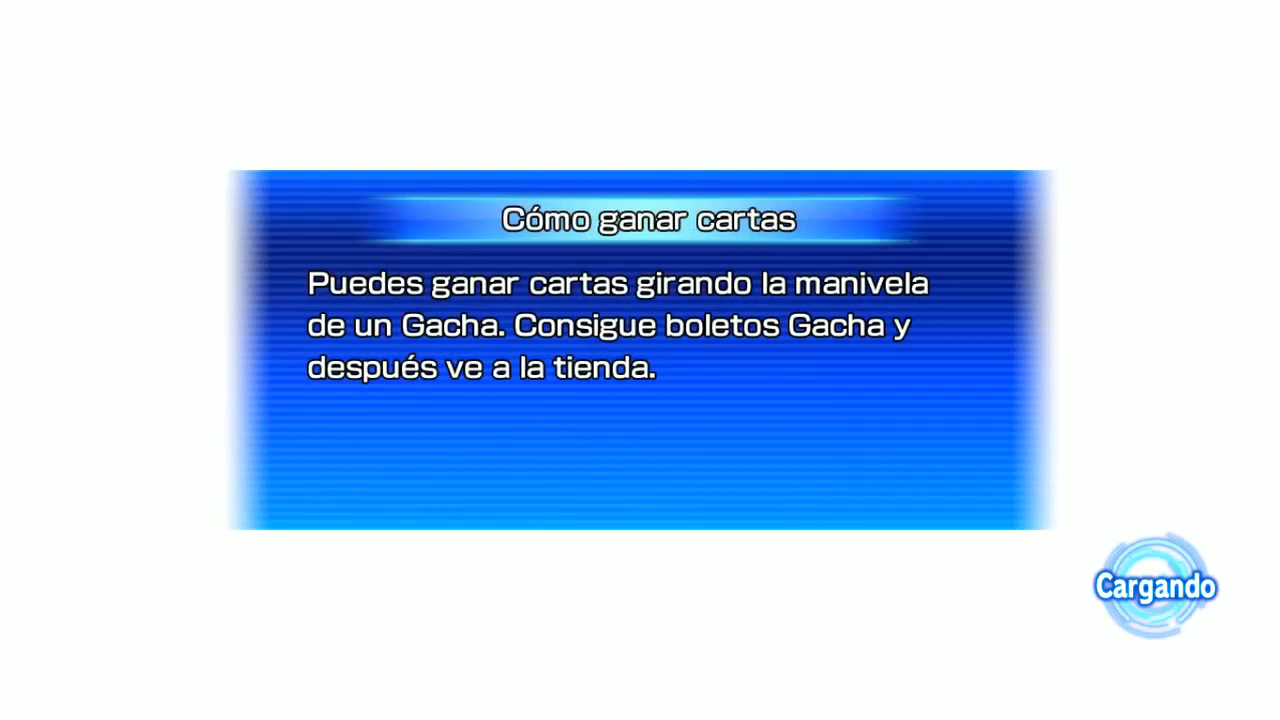 Cómo ganar cartas
Puedes ganar cartas girando la manivela
de un Gacha. Consigue boletos Gacha y
después ve a la tienda.
Cargando